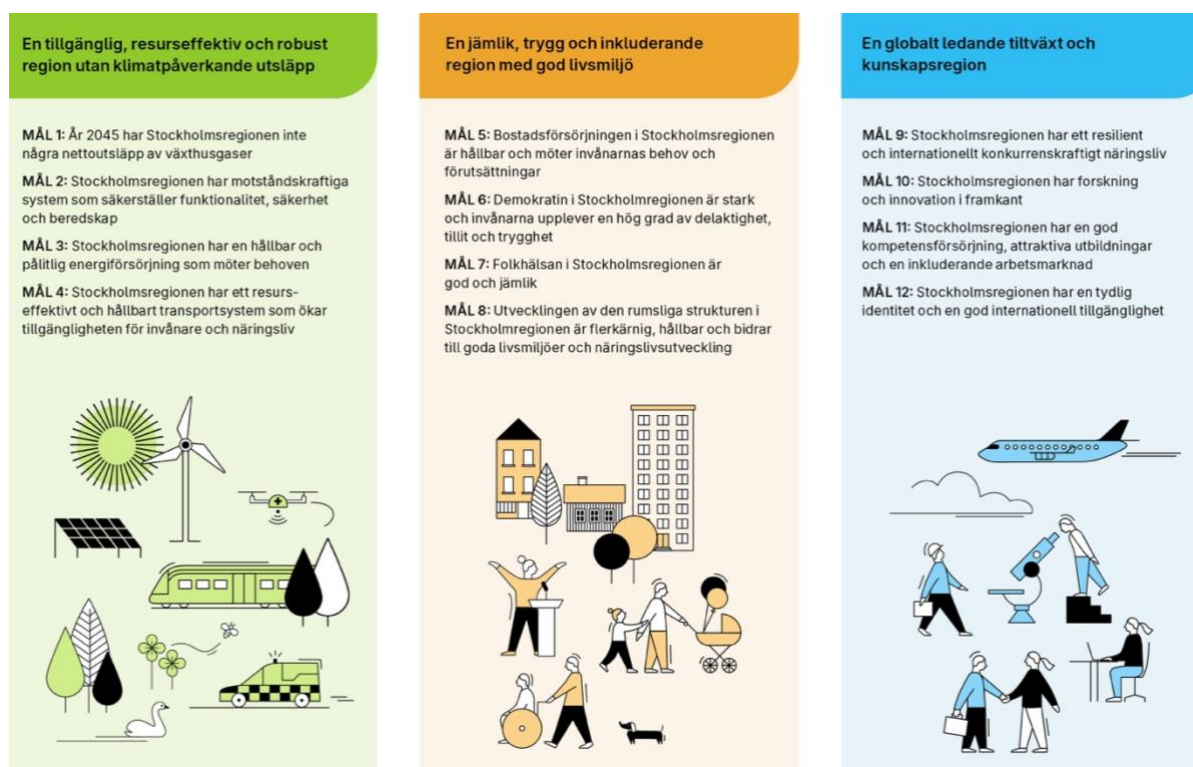 En tillgänglig, resurseffektiv och robust
region utan klimatpåverkande utsläpp
MÅL 1: År 2045 har Stockholmsregionen inte
några nettoutsläpp av växthusgaser
MÅL 2: Stockholmsregionen har motståndskraftiga
system som säkerställer funktionalitet, säkerhet
och beredskap
MÅL 3: Stockholmsregionen har en hållbar och
pålitlig energiförsörjning som möter behoven
MÅL 4: Stockholmsregionen har ett resurs-
effektivt och hållbart transportsystem som ökar
tillgängligheten för invånare och näringsliv
En jämlik, trygg och inkluderande
region med god livsmiljö
MÅL 5: Bostadsförsörjningen i Stockholmsregionen
är hållbar och möter invånarnas behov och
förutsättningar
MÅL 6: Demokratin i Stockholmregionen är stark
och invånarna upplever en hög grad av delaktighet,
tillit och trygghet
MÅL 7: Folkhälsan i Stockholmsregionen är
god och jämlik
MÅL 8: Utvecklingen av den rumsliga strukturen i
Stockholmregionen är flerkärnig, hållbar och bidrar
till goda livsmiljöer och näringslivsutveckling
En globalt ledande tiltväxt och
kunskapsregion
MÅL 9: Stockholmsregionen har ett resilient
och internationellt konkurrenskraftigt näringsliv
MÅL 10: Stockholmsregionen har forskning
och innovation i framkant
MÅL 11: Stockholmsregionen har en god
kompetensförsörjning, attraktiva utbildningar
och en inkluderande arbetsmarknad
MÅL 12: Stockholmsregionen har en tydlig
identitet och en god internationell tillgänglighet